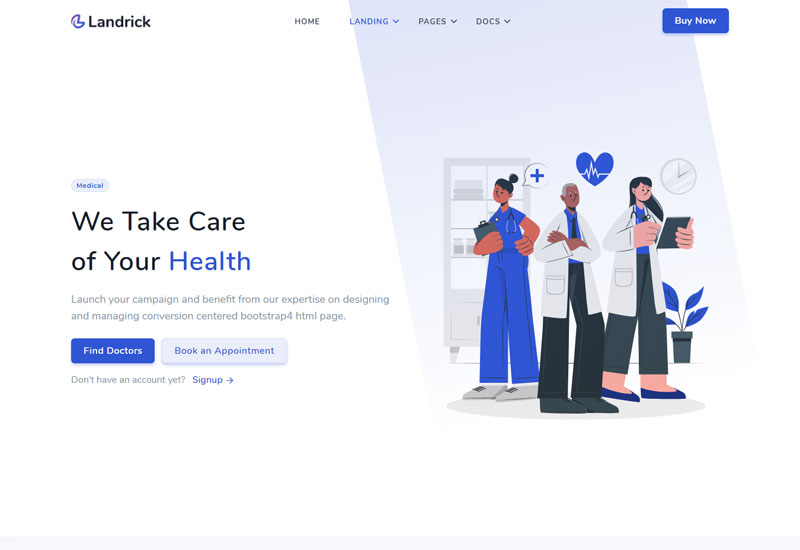 Landrick
HOME LANDING PAGES DOCS
Buy Now
Medical
We Take Care
of Your Health
Launch your campaign and benefit from our expertise on designing
and managing conversion centered bootstrap4 html page.
Find Doctors
Book an Appointment
Don't have an account yet? Signup →